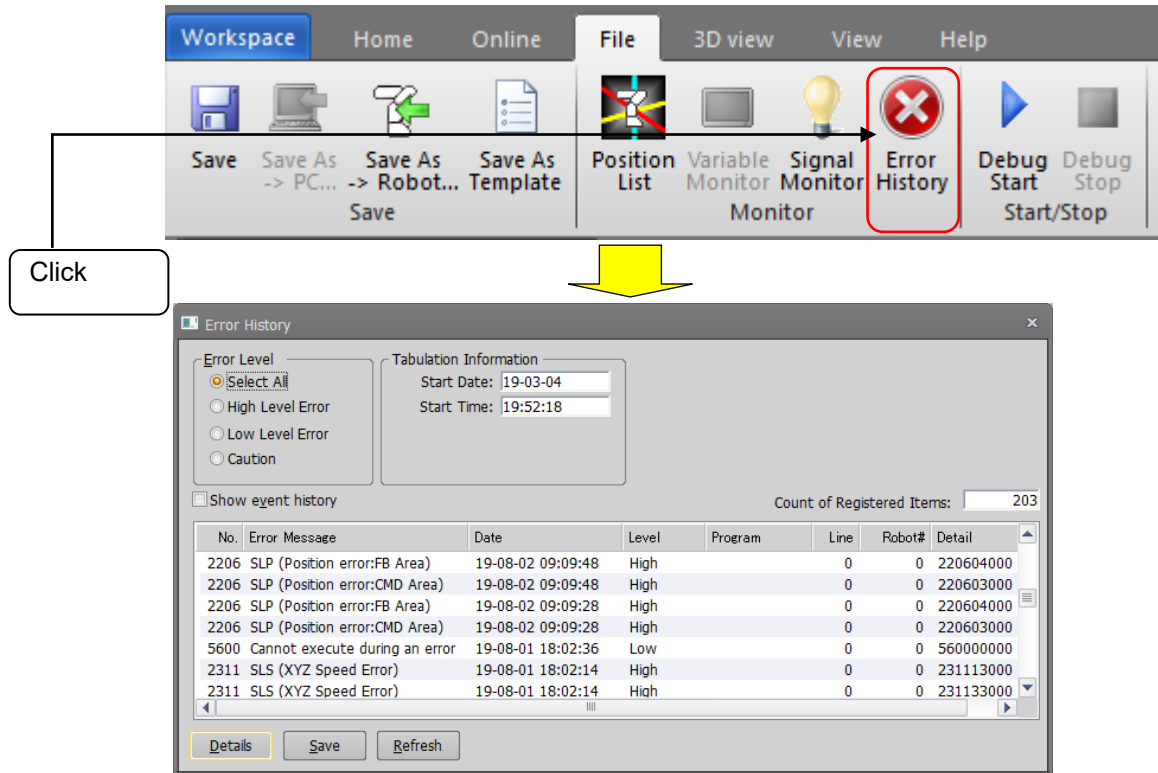 Workspace Home Online File 3D view View Help
Save Save As -> PC... Save As -> Robot... Save As Template Position List Variable Monitor Signal Monitor Error History Debug Start Debug Stop
Save Monitor Start/Stop
Click
Error History
Error Level
Select All
High Level Error
Low Level Error
Caution
Tabulation Information
Start Date: 19-03-04
Start Time: 19:52:18
Show event history
Count of Registered Items: 203
No. Error Message Date Level Program Line Robot# Detail
2206 SLP (Position error:FB Area) 19-08-02 09:09:48 High 0 0 220604000
2206 SLP (Position error:CMD Area) 19-08-02 09:09:48 High 0 0 220603000
2206 SLP (Position error:FB Area) 19-08-02 09:09:28 High 0 0 220604000
2206 SLP (Position error:CMD Area) 19-08-02 09:09:28 High 0 0 220603000
5600 Cannot execute during an error 19-08-01 18:02:36 Low 0 0 560000000
2311 SLS (XYZ Speed Error) 19-08-01 18:02:14 High 0 0 231113000
2311 SLS (XYZ Speed Error) 19-08-01 18:02:14 High 0 0 231133000
Details Save Refresh